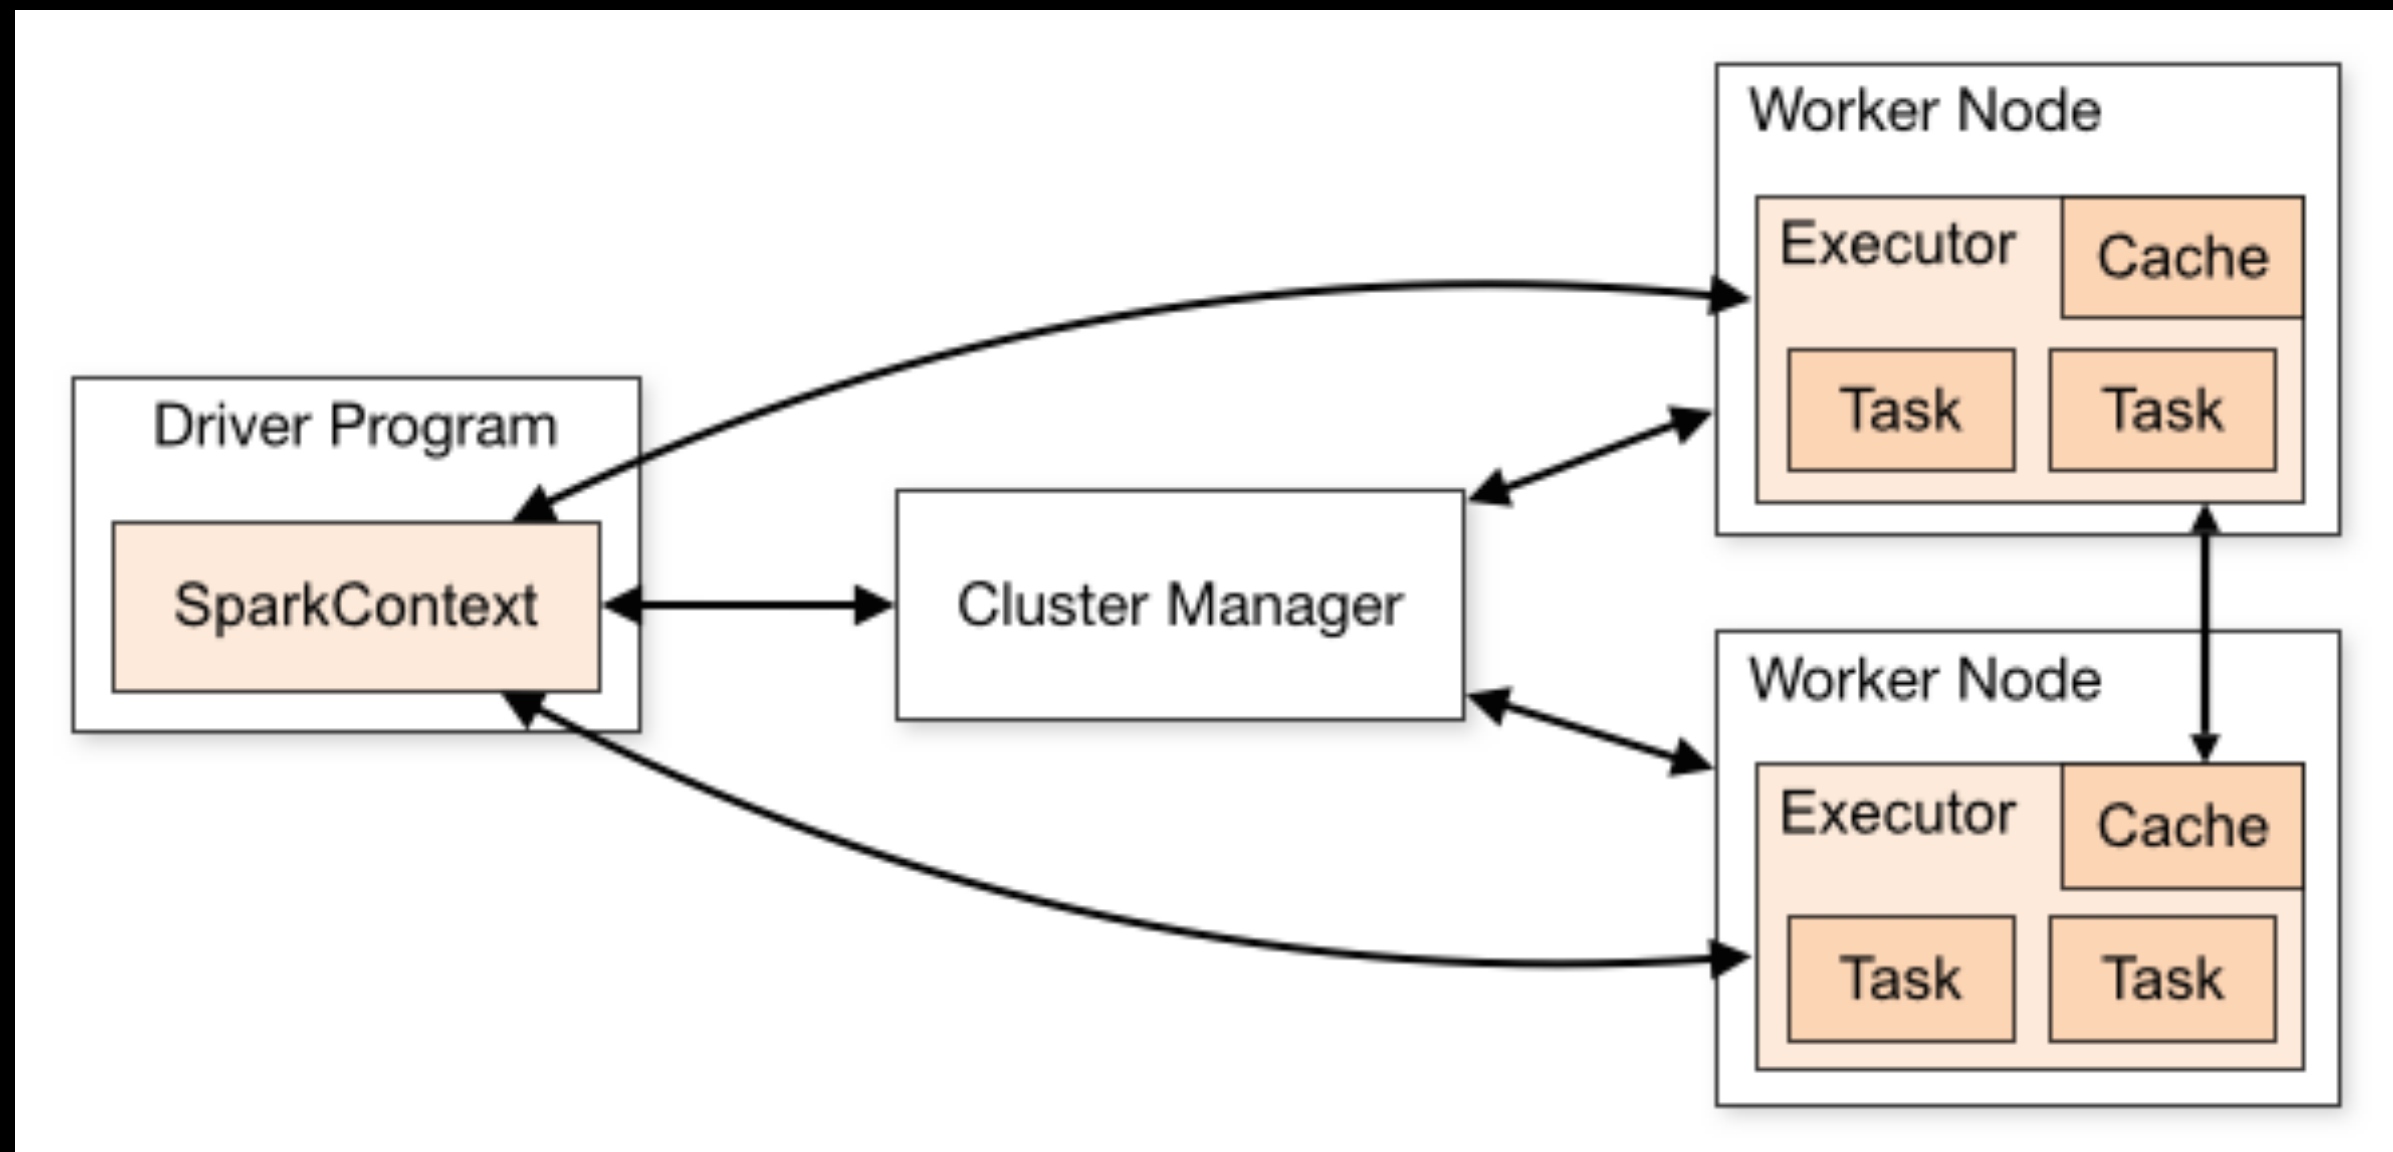 Driver Program
SparkContext
Cluster Manager
Worker Node
Executor
Cache
Task
Task
Worker Node
Executor
Cache
Task
Task